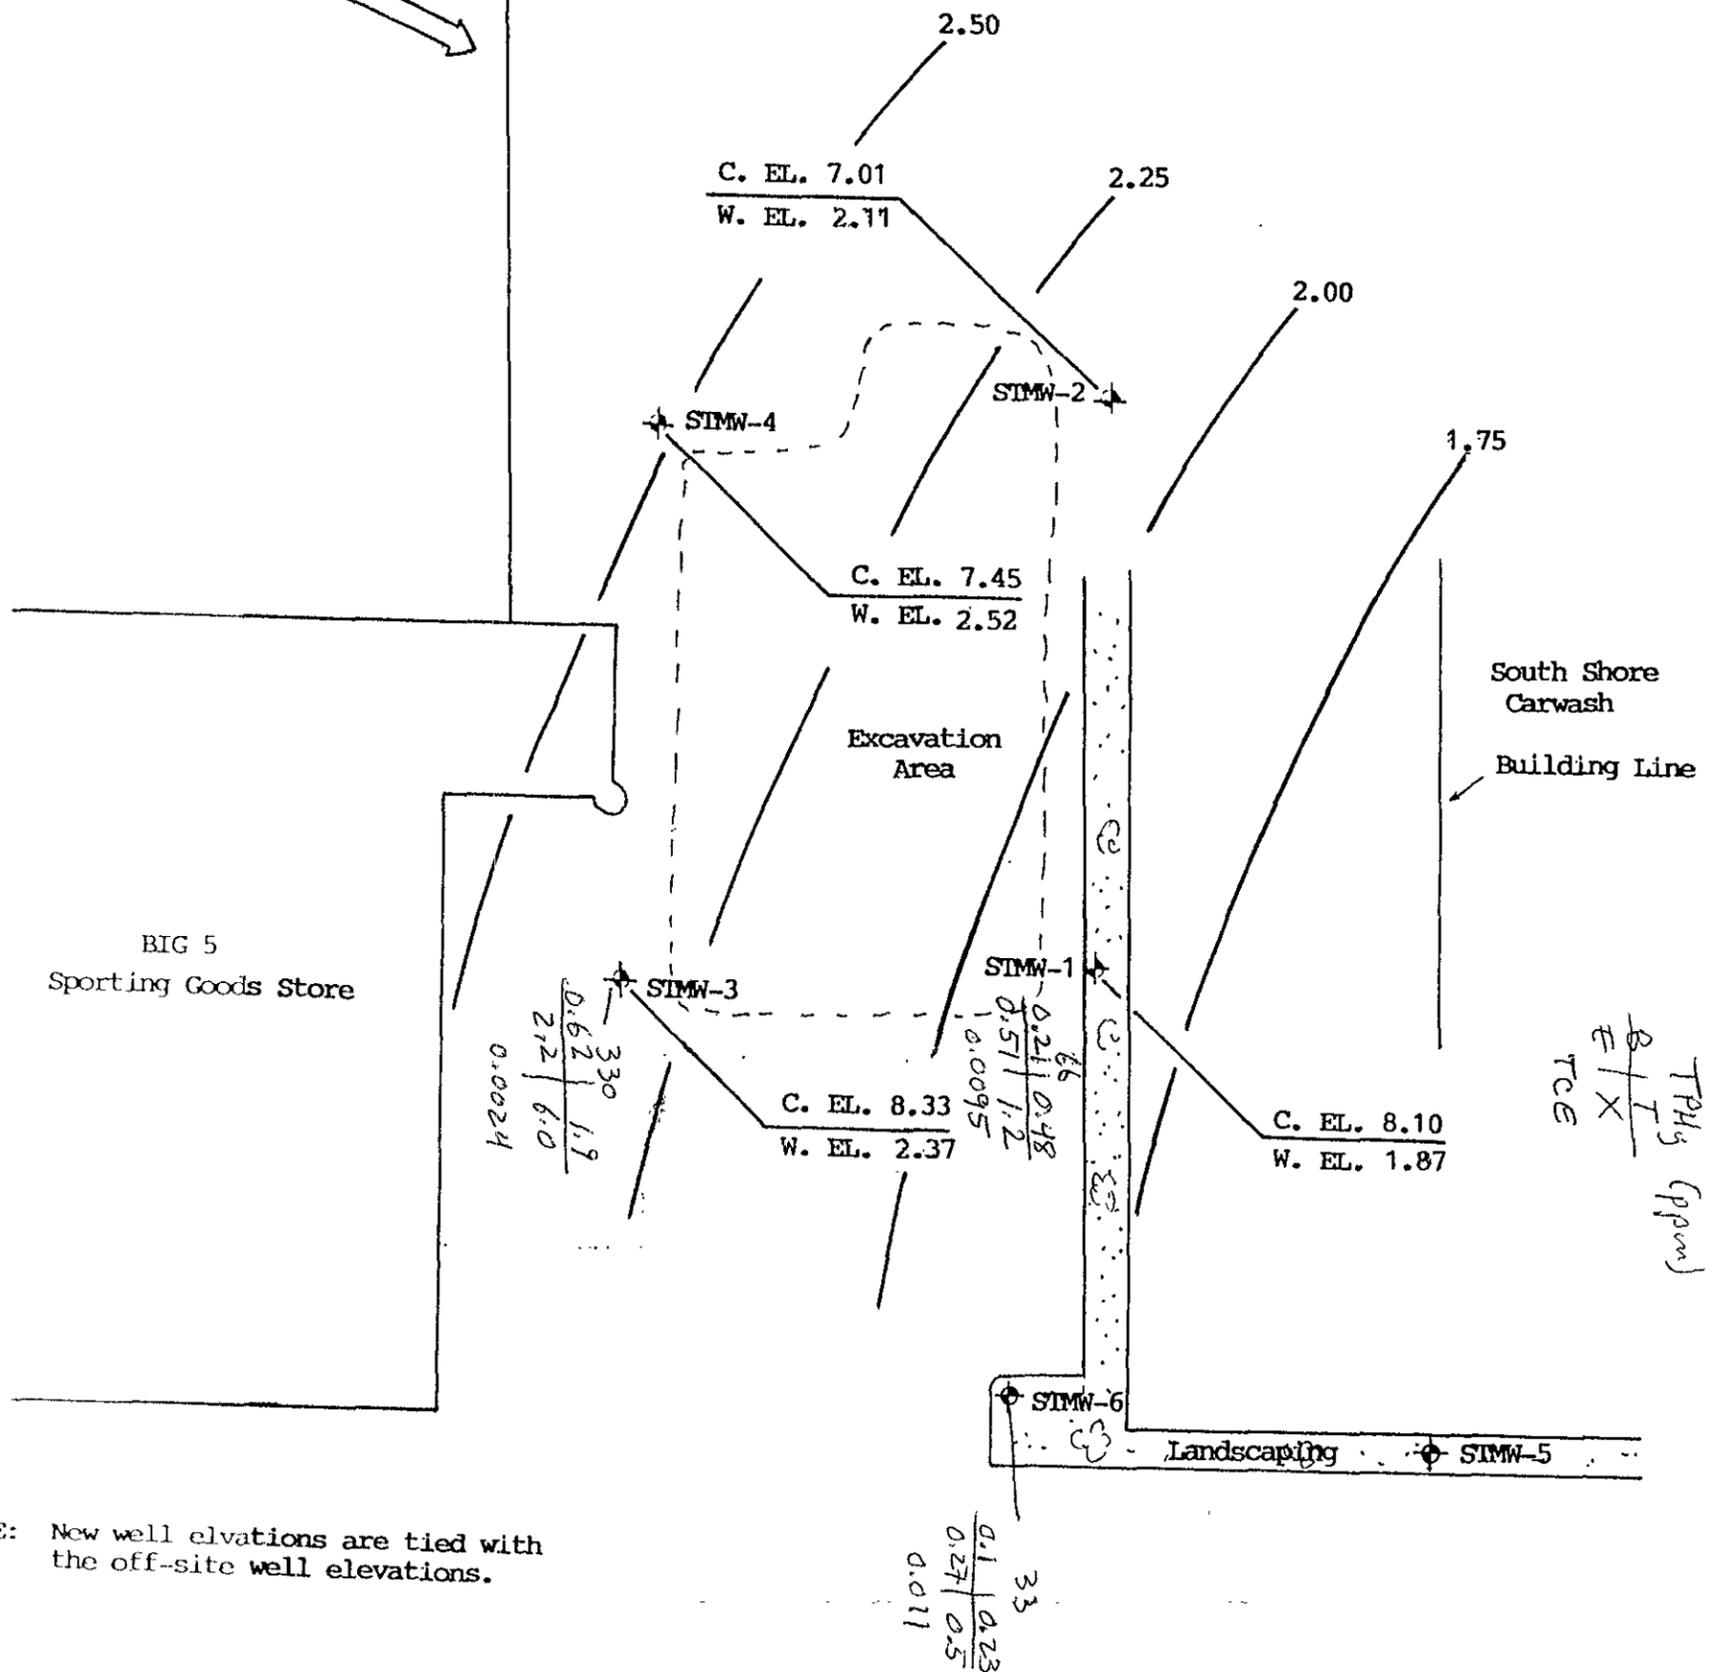 2.50
C. EL. 7.01
W. EL. 2.11
2.25
2.00
STMW-2
STMW-4
1.75
C. EL. 7.45
W. EL. 2.52
South Shore
Carwash
Building Line
Excavation
Area
BIG 5
Sporting Goods Store
STMW-3
STMW-1
330
0.62 | 1.9
2.2 | 6.0
0.0024
66
0.21 | 0.48
0.51 | 1.2
0.0095
TPHg (ppm)
B | T
E | X
TCE
C. EL. 8.33
W. EL. 2.37
C. EL. 8.10
W. EL. 1.87
STMW-6
Landscaping
STMW-5
E: New well elvations are tied with
the off-site well elevations.
33
0.1 | 0.23
0.27 | 0.5
0.011